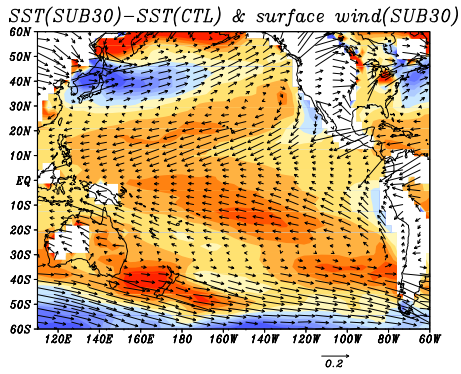 SST(SUB30)-SST(CTL) & surface wind(SUB30)
60N
50N
40N
30N
20N
10N
EQ
10S
20S
30S
40S
50S
60S
120E 140E 160E 180 160W 140W 120W 100W 80W 60W
0.2